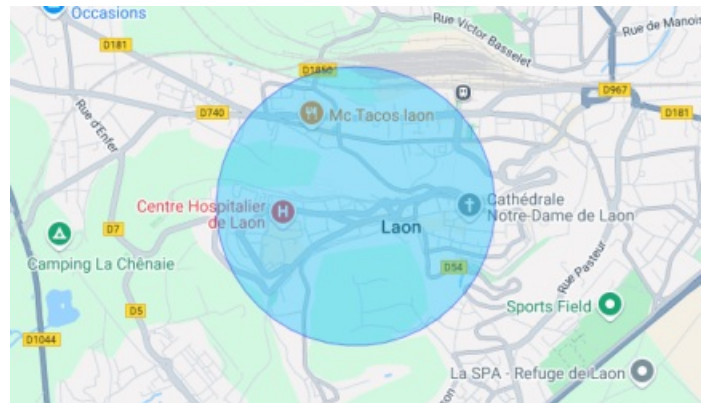 Occasions
D181
Rue Victor Basselet
Rue de Manois
D1850
D967
D181
D740
Mc Tacos laon
Rue d'Enfer
Centre Hospitalier
de Laon
Cathédrale
Notre-Dame de Laon
D7
Laon
Camping La Chênaie
D54
Rue Pasteur
D5
Sports Field
D1044
La SPA - Refuge de Laon